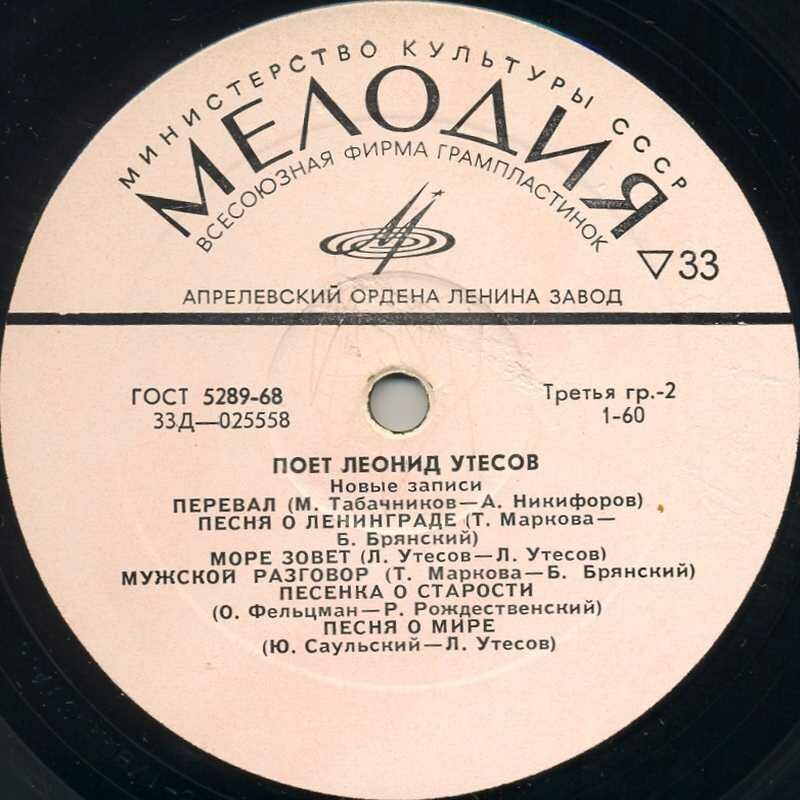 МИНИСТЕРСТВО КУЛЬТУРЫ СССР
МЕЛОДИЯ
ВСЕСОЮЗНАЯ ФИРМА ГРАМПЛАСТИНОК
▽33
АПРЕЛЕВСКИЙ ОРДЕНА ЛЕНИНА ЗАВОД
ГОСТ 5289-68
33Д—025558
Третья гр.-2
1-60
ПОЕТ ЛЕОНИД УТЕСОВ
Новые записи
ПЕРЕВАЛ (М. Табачников—А. Никифоров)
ПЕСНЯ О ЛЕНИНГРАДЕ (Т. Маркова—
Б. Брянский)
МОРЕ ЗОВЕТ (Л. Утесов—Л. Утесов)
МУЖСКОЙ РАЗГОВОР (Т. Маркова—Б. Брянский)
ПЕСЕНКА О СТАРОСТИ
(О. Фельцман—Р. Рождественский)
ПЕСНЯ О МИРЕ
(Ю. Саульский—Л. Утесов)